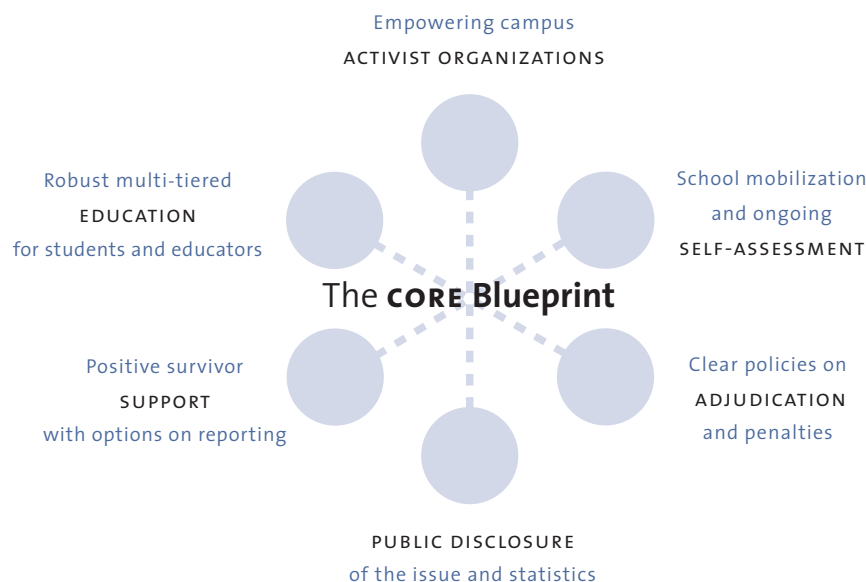 Empowering campus
ACTIVIST ORGANIZATIONS
Robust multi-tiered
EDUCATION
for students and educators
School mobilization
and ongoing
SELF-ASSESSMENT
The CORE Blueprint
Positive survivor
SUPPORT
with options on reporting
Clear policies on
ADJUDICATION
and penalties
PUBLIC DISCLOSURE
of the issue and statistics